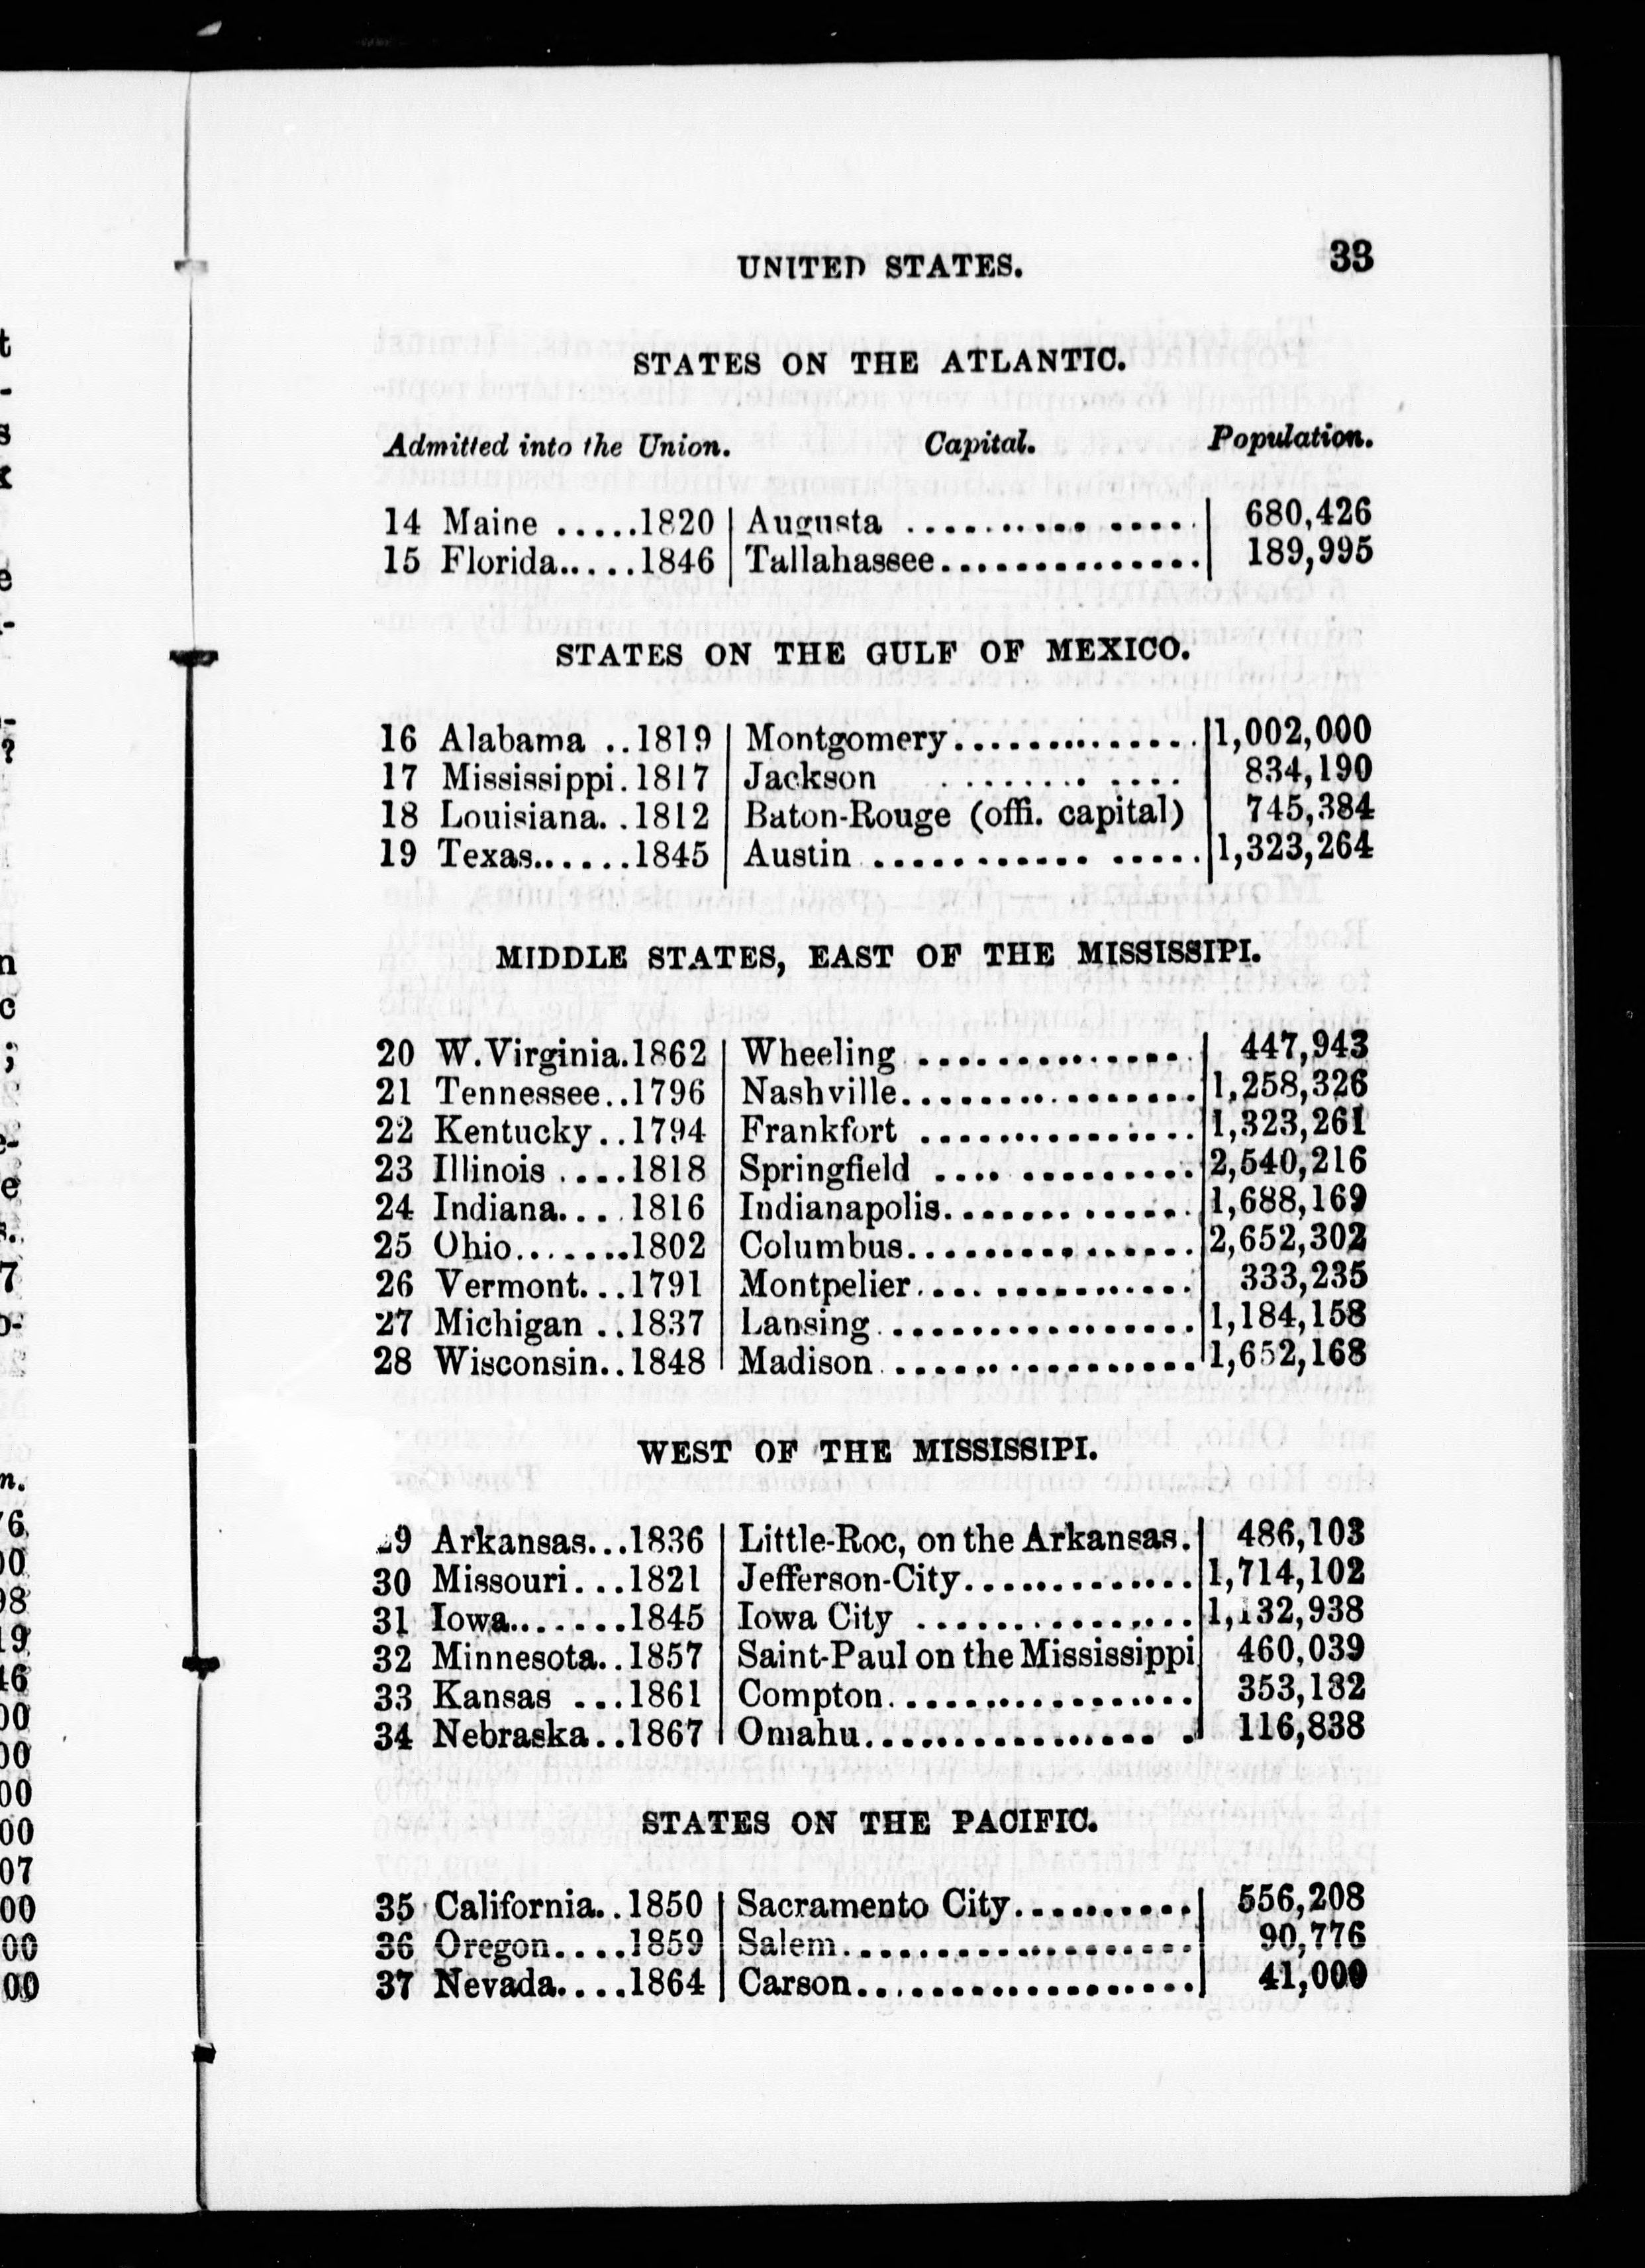 UNITED STATES. 33
STATES ON THE ATLANTIC.
Admitted into the Union. Capital. Population.
14 Maine .....1820 | Augusta .............. | 680,426
15 Florida.....1846 | Tallahassee.............. | 189,995
STATES ON THE GULF OF MEXICO.
16 Alabama ..1819 | Montgomery............. | 1,002,000
17 Mississippi.1817 | Jackson ............ | 834,190
18 Louisiana..1812 | Baton-Rouge (offi. capital) | 745,384
19 Texas......1845 | Austin ................ | 1,323,264
MIDDLE STATES, EAST OF THE MISSISSIPI.
20 W.Virginia.1862 | Wheeling .............. | 447,943
21 Tennessee..1796 | Nashville................ | 1,258,326
22 Kentucky..1794 | Frankfort ............... | 1,323,261
23 Illinois ....1818 | Springfield ............. | 2,540,216
24 Indiana....1816 | Indianapolis............. | 1,688,169
25 Ohio.......1802 | Columbus............... | 2,652,302
26 Vermont...1791 | Montpelier............... | 333,235
27 Michigan ..1837 | Lansing................. | 1,184,158
28 Wisconsin..1848 | Madison................. | 1,652,168
WEST OF THE MISSISSIPI.
29 Arkansas...1836 | Little-Roc, on the Arkansas. | 486,103
30 Missouri...1821 | Jefferson-City............. | 1,714,102
31 Iowa.......1845 | Iowa City ............... | 1,132,938
32 Minnesota..1857 | Saint-Paul on the Mississippi | 460,039
33 Kansas ...1861 | Compton................. | 353,182
34 Nebraska..1867 | Omahu................. | 116,838
STATES ON THE PACIFIC.
35 California..1850 | Sacramento City.......... | 556,208
36 Oregon....1859 | Salem................... | 90,776
37 Nevada....1864 | Carson.................. | 41,000